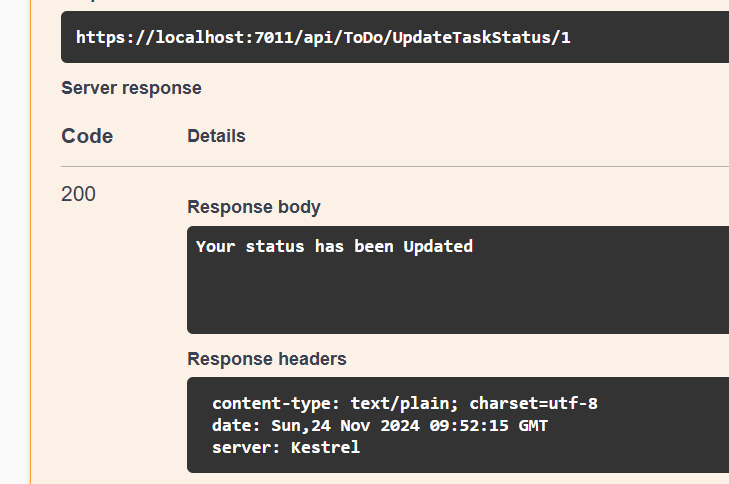 https://localhost:7011/api/ToDo/UpdateTaskStatus/1
Server response
Code Details
200
Response body
Your status has been Updated
Response headers
content-type: text/plain; charset=utf-8
date: Sun,24 Nov 2024 09:52:15 GMT
server: Kestrel